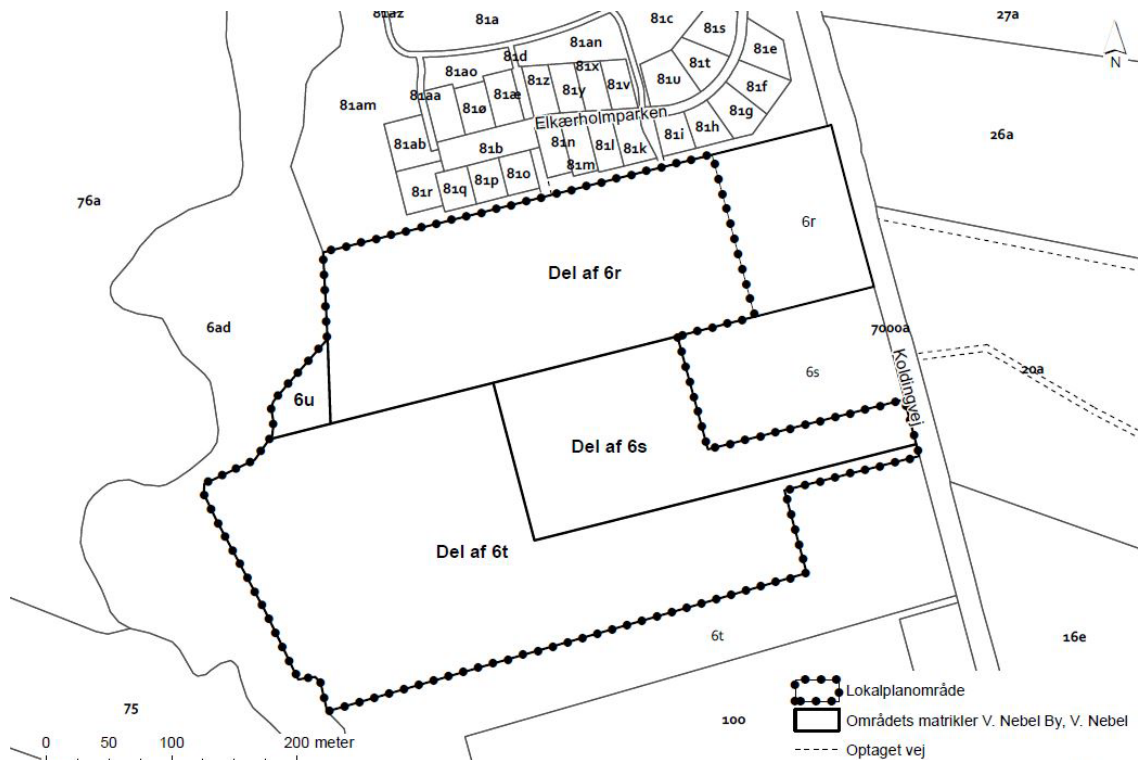 81az
81a
81c
81s
27a
81an
81d
81e
81t
N
81ao
81x
81z
81u
81y
81v
81f
81aa
81æ
81am
81ø
81g
26a
Elkærholmparken
81i
81h
81ab
81b
81n
81l
81k
81m
81o
81p
81q
81r
76a
6r
Del af 6r
6ad
7000a
Koldingvej
20a
6s
6u
Del af 6s
Del af 6t
6t
16e
75
100
Lokalplanområde
Områdets matrikler V. Nebel By, V. Nebel
Optaget vej
0 50 100 200 meter